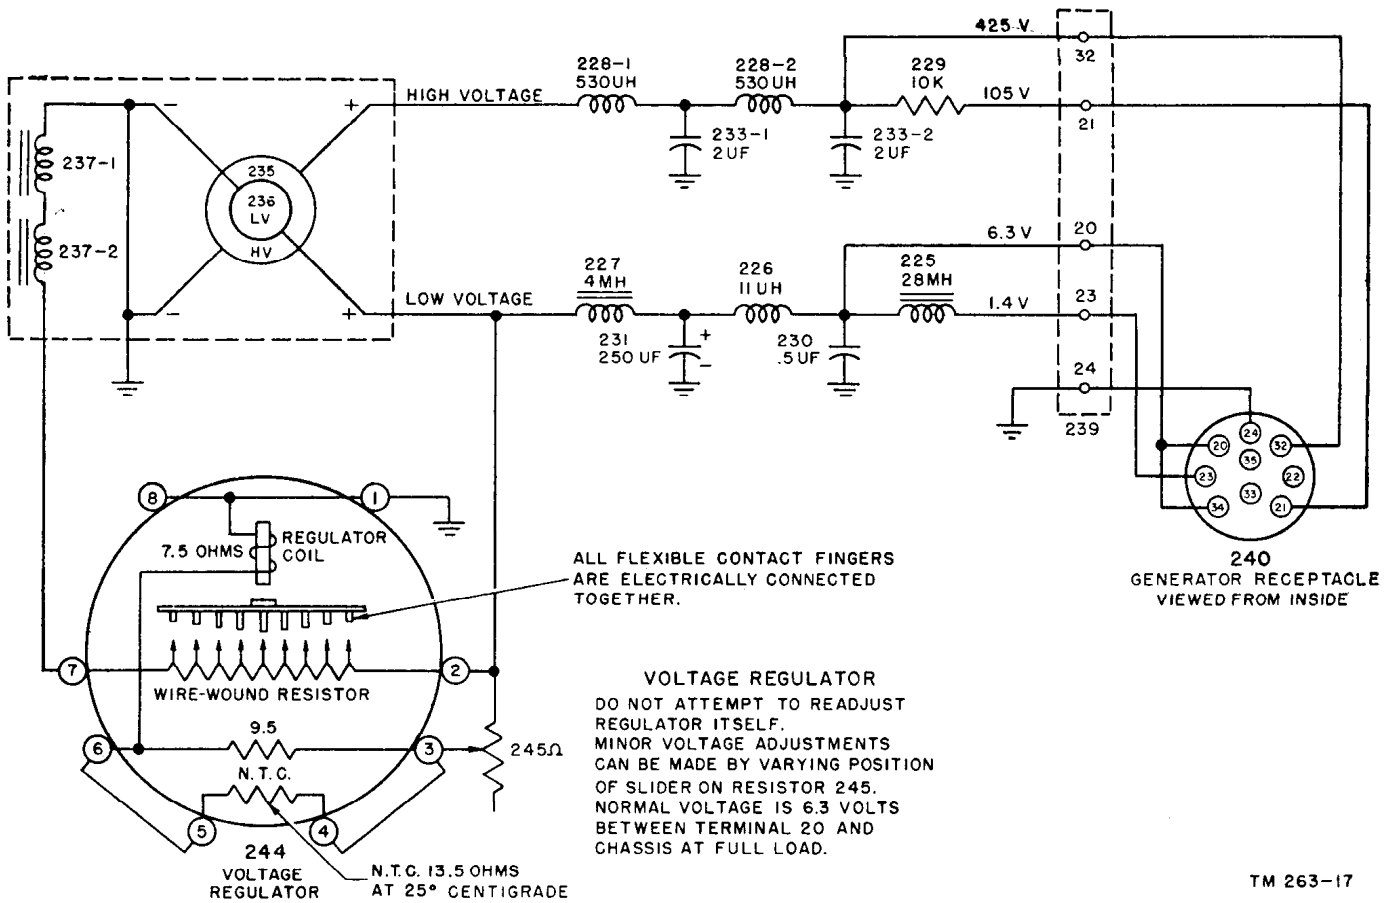 425 V
32
228-1
530UH
228-2
530UH
229
10K
HIGH VOLTAGE
105 V
21
−
+
237-1
233-1
2UF
233-2
2UF
235
236
LV
HV
237-2
6.3 V
20
227
4MH
226
11UH
225
28MH
LOW VOLTAGE
1.4 V
23
−
+
231
250 UF
+
−
230
.5UF
24
239
24
20
32
35
23
22
33
34
21
240
GENERATOR RECEPTACLE
VIEWED FROM INSIDE
8
1
7.5 OHMS
REGULATOR
COIL
ALL FLEXIBLE CONTACT FINGERS
ARE ELECTRICALLY CONNECTED
TOGETHER.
7
2
WIRE-WOUND RESISTOR
9.5
6
3
245Ω
N.T.C.
5
4
244
VOLTAGE
REGULATOR
N.T.C. 13.5 OHMS
AT 25° CENTIGRADE
VOLTAGE REGULATOR
DO NOT ATTEMPT TO READJUST
REGULATOR ITSELF.
MINOR VOLTAGE ADJUSTMENTS
CAN BE MADE BY VARYING POSITION
OF SLIDER ON RESISTOR 245.
NORMAL VOLTAGE IS 6.3 VOLTS
BETWEEN TERMINAL 20 AND
CHASSIS AT FULL LOAD.
TM 263-17